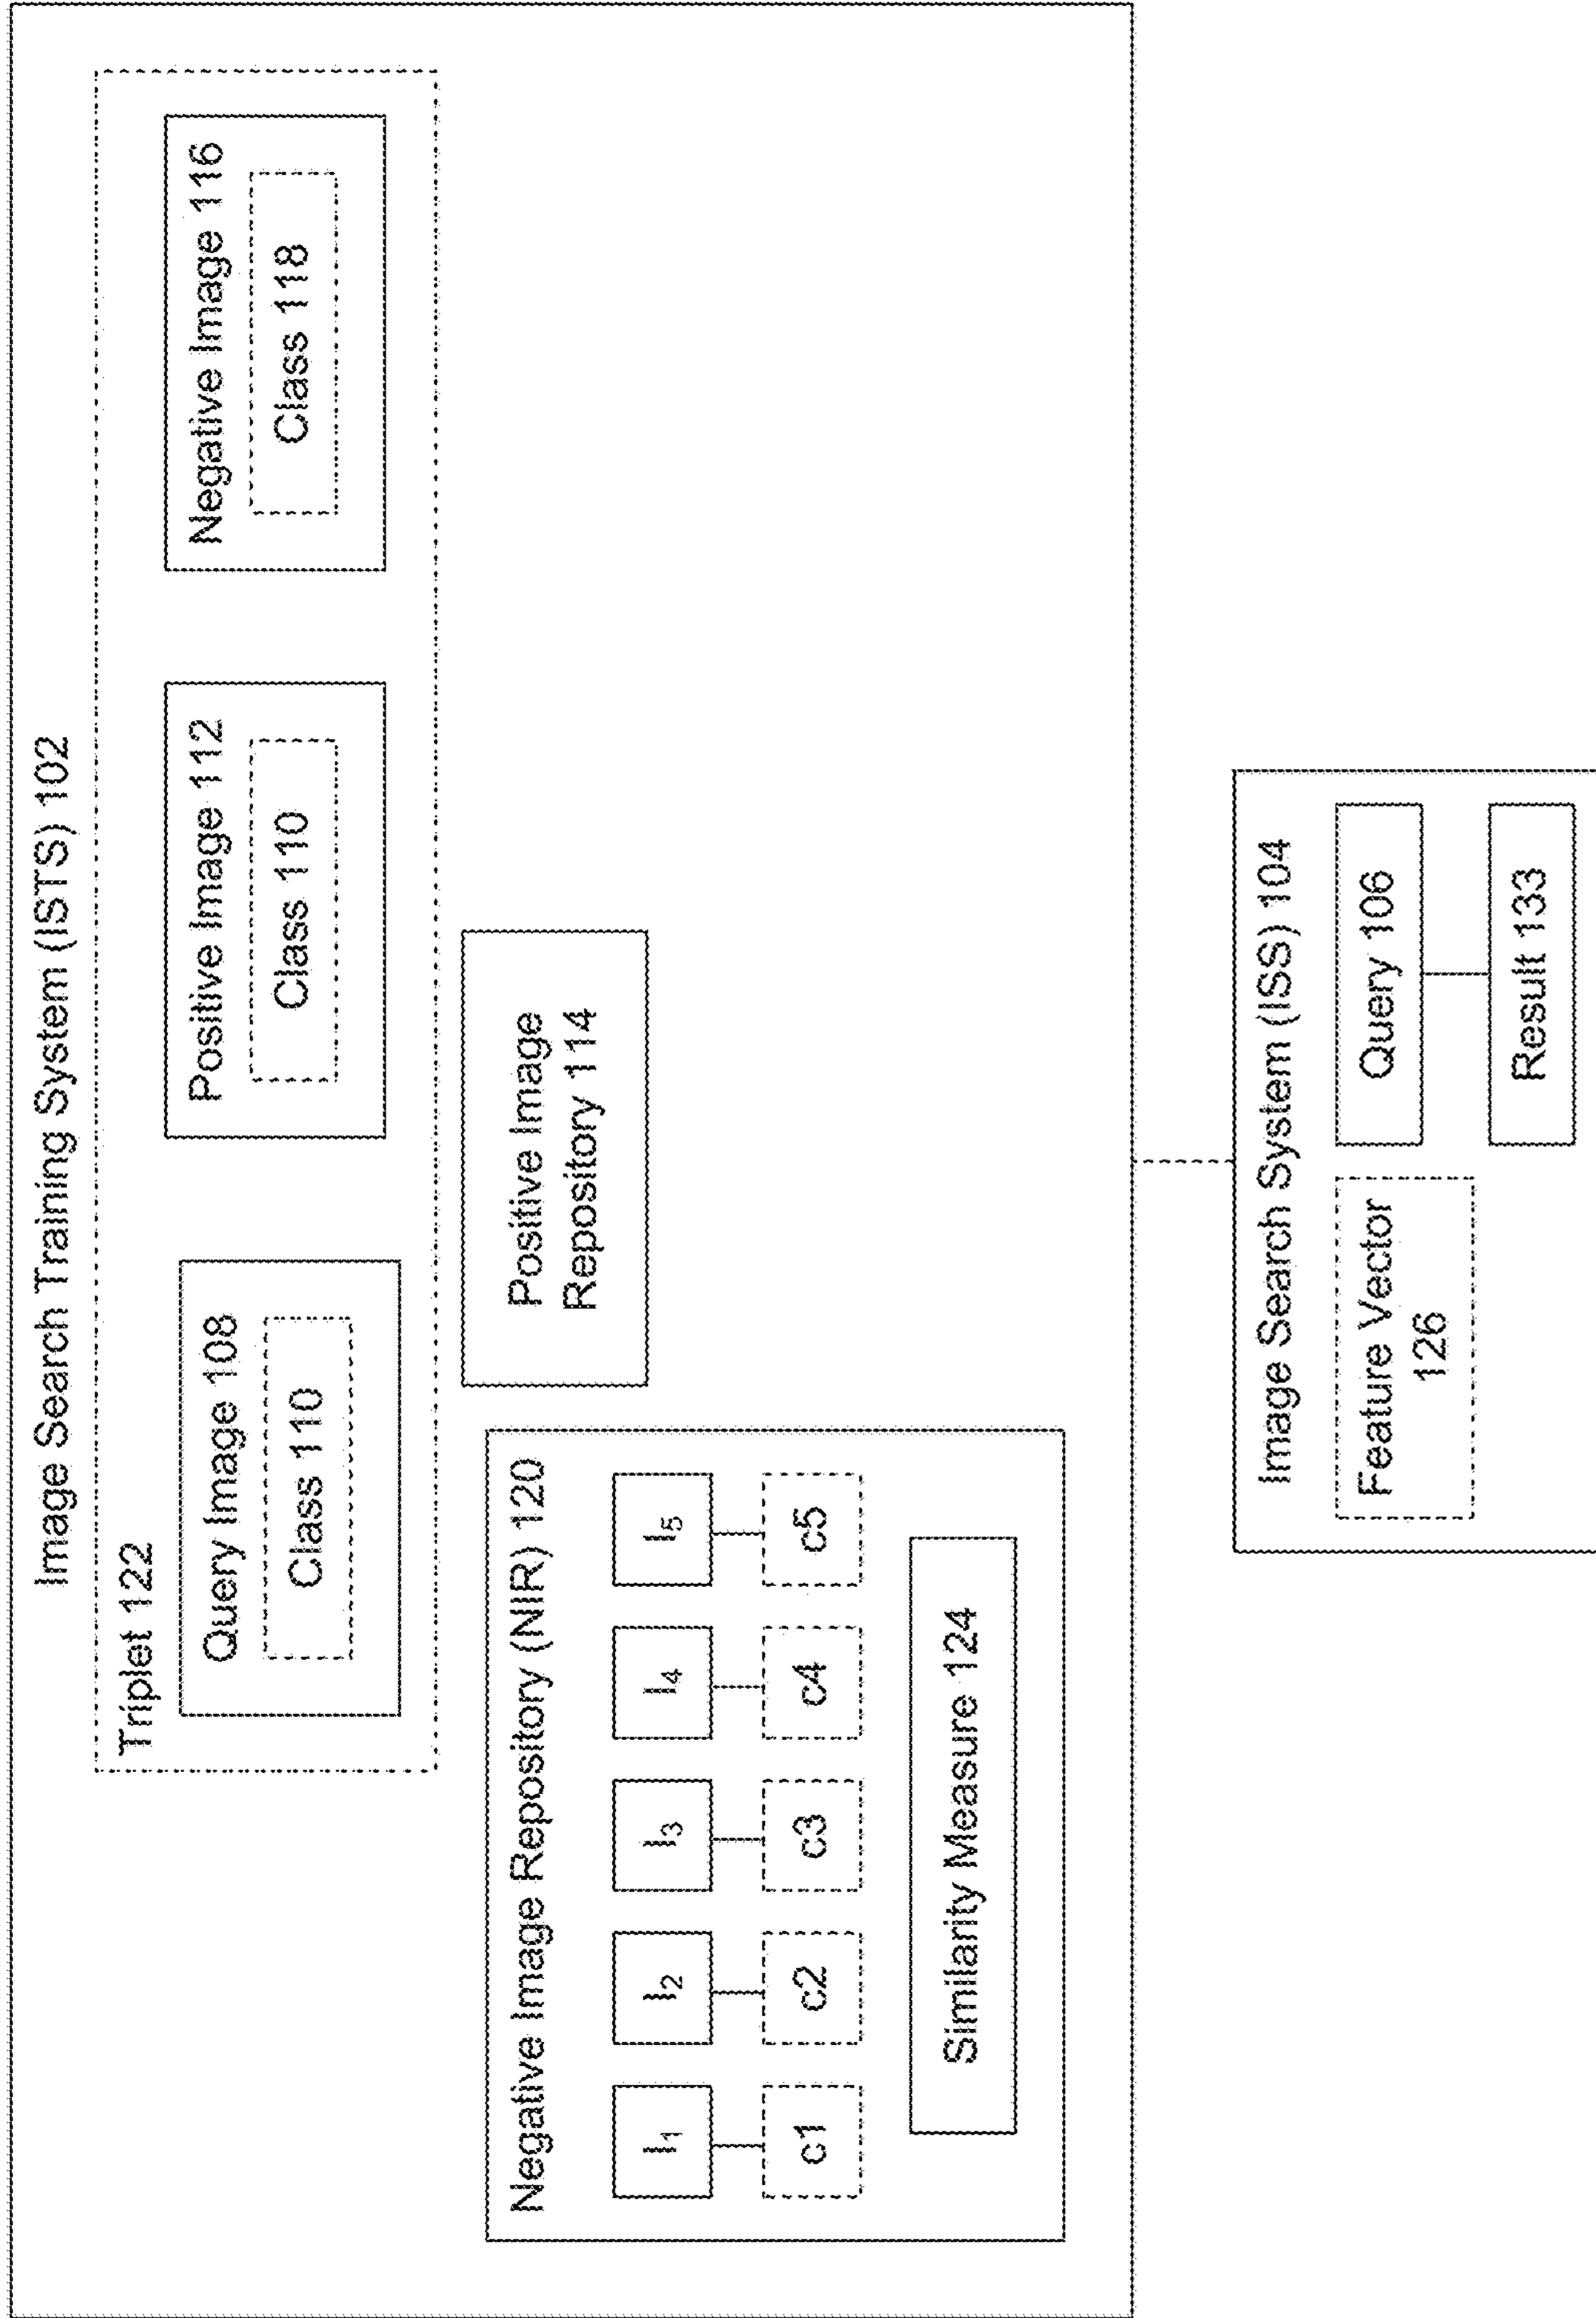 Image Search Training System (ISTS) 102
Triplet 122
Query Image 108
Class 110
Positive Image 112
Class 110
Negative Image 116
Class 118
Negative Image Repository (NIR) 120
I₁
I₂
I₃
I₄
I₅
c1
c2
c3
c4
c5
Similarity Measure 124
Positive Image
Repository 114
Image Search System (ISS) 104
Feature Vector
126
Query 106
Result 133